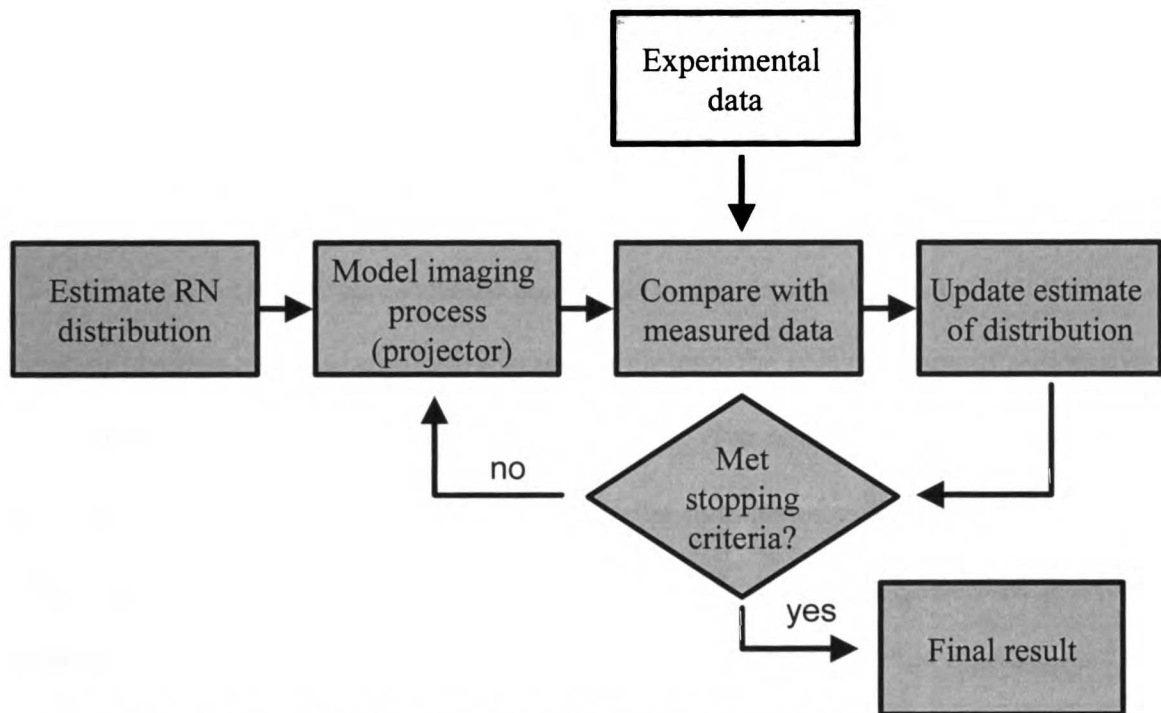 Experimental
data
Estimate RN
distribution
Model imaging
process
(projector)
Compare with
measured data
Update estimate
of distribution
no
Met
stopping
criteria?
yes
Final result